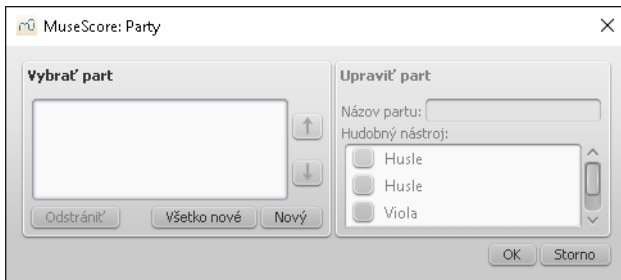 MuseScore: Party
Vybrať part
Odstrániť
Všetko nové
Nový
Upraviť part
Názov partu:
Hudobný nástroj:
Husle
Husle
Viola
OK
Storno